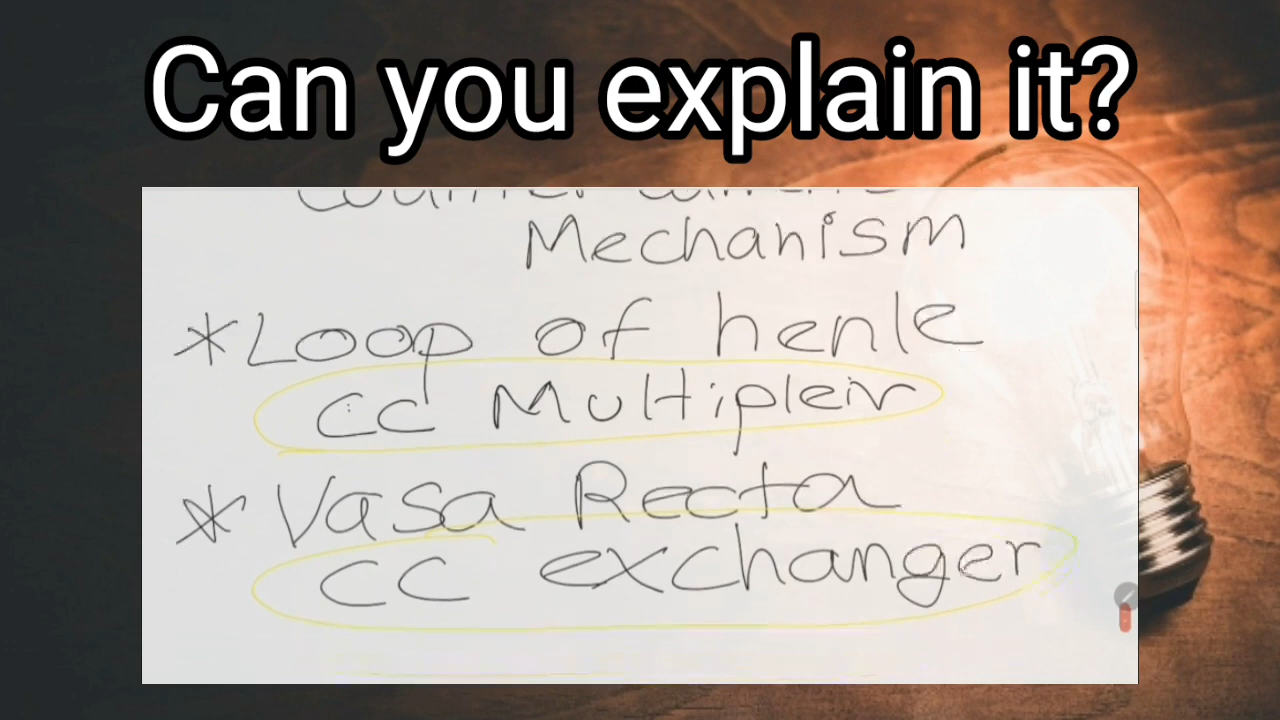 Can you explain it?
Mechanism
*Loop of henle
CC Multipleir
*Vasa Recta
CC exchanger